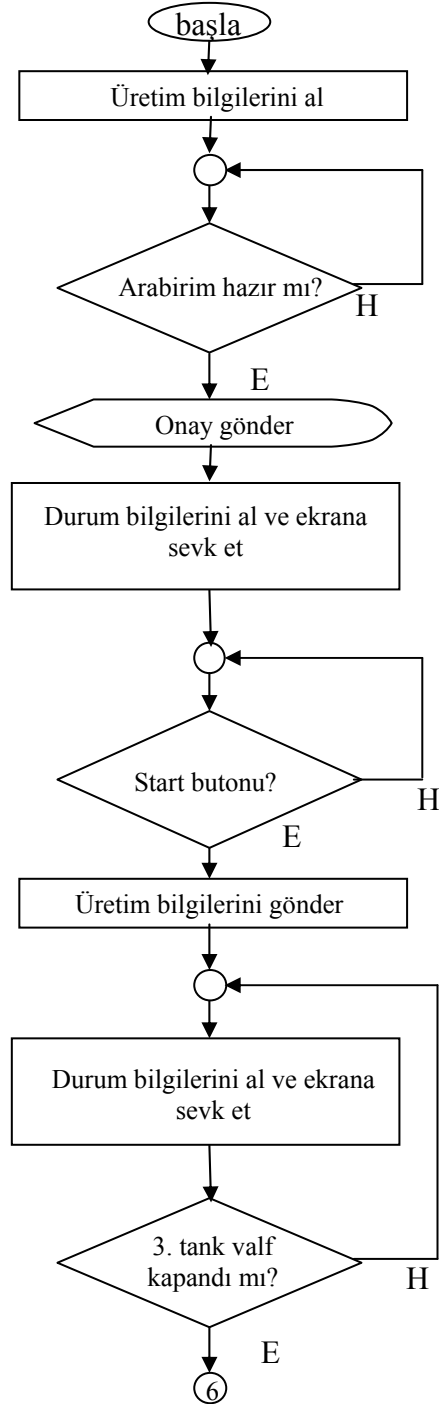 başla
Üretim bilgilerini al
Arabirim hazır mı?
H
E
Onay gönder
Durum bilgilerini al ve ekrana
sevk et
Start butonu?
H
E
Üretim bilgilerini gönder
Durum bilgilerini al ve ekrana
sevk et
3. tank valf
kapandı mı?
H
E
6